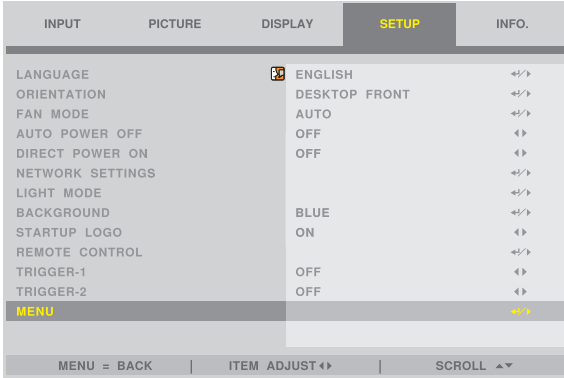 INPUT PICTURE DISPLAY SETUP INFO.
LANGUAGE ENGLISH
ORIENTATION DESKTOP FRONT
FAN MODE AUTO
AUTO POWER OFF OFF
DIRECT POWER ON OFF
NETWORK SETTINGS
LIGHT MODE
BACKGROUND BLUE
STARTUP LOGO ON
REMOTE CONTROL
TRIGGER-1 OFF
TRIGGER-2 OFF
MENU
MENU = BACK | ITEM ADJUST | SCROLL